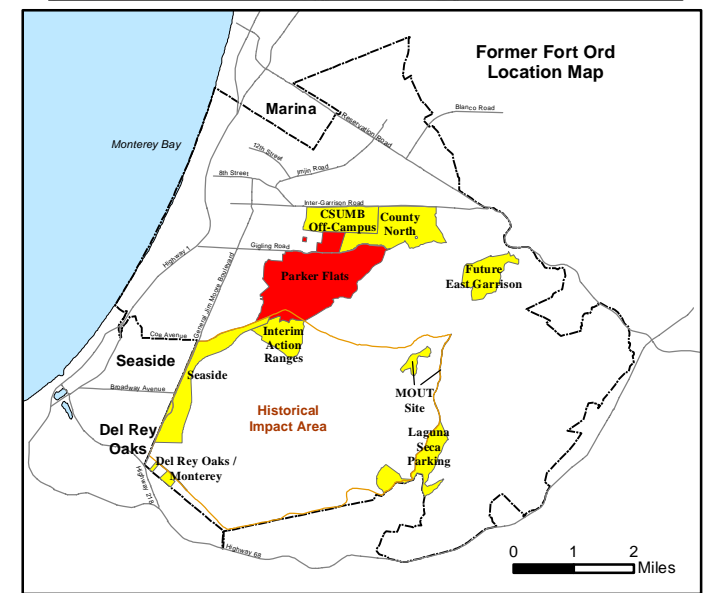 Former Fort Ord
Location Map
Marina
Blanco Road
Reservation Road
Monterey Bay
12th Street
Imjin Road
8th Street
Inter-Garrison Road
CSUMB
Off-Campus
County
North
Gigling Road
Highway 1
General Jim Moore Boulevard
Parker Flats
Future
East Garrison
Coe Avenue
Interim
Action
Ranges
Seaside
Seaside
Broadway Avenue
MOUT
Site
Historical
Impact Area
Del Rey
Oaks
Laguna
Seca
Parking
Del Rey Oaks /
Monterey
Highway 218
Highway 68
0 1 2
Miles